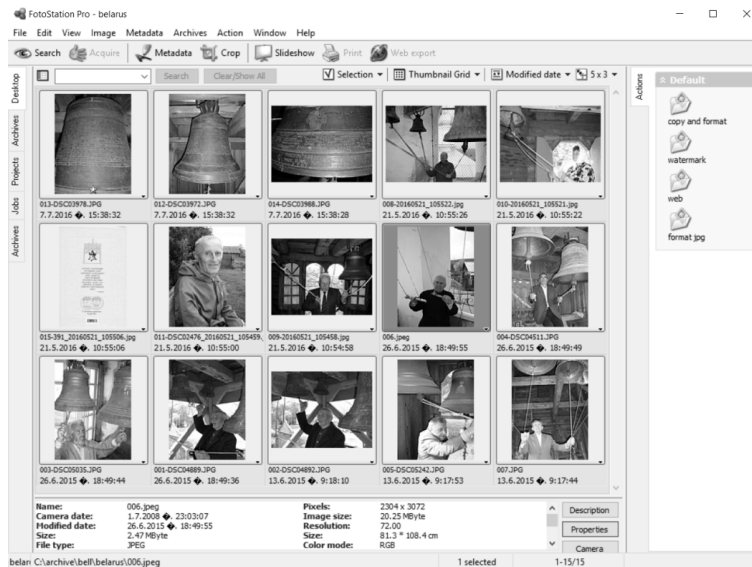 FotoStation Pro - belarus
File Edit View Image Metadata Archives Action Window Help
Search Acquire Metadata Crop Slideshow Print Web export
Search Clear/Show All Selection Thumbnail Grid Modified date 5 x 3
Desktop
Archives
Projects
Jobs
Archives
013-DSC03978.JPG 012-DSC03972.JPG 014-DSC03988.JPG 008-20160521_105522.jpg 010-20160521_105521.jpg
7.7.2016 �. 15:38:32 7.7.2016 �. 15:38:32 7.7.2016 �. 15:38:28 21.5.2016 �. 10:55:26 21.5.2016 �. 10:55:22
015-391_20160521_105506.jpg 011-DSC02476_20160521_105459. 009-20160521_105458.jpg 006.jpeg 004-DSC04511.JPG
21.5.2016 �. 10:55:06 21.5.2016 �. 10:55:00 21.5.2016 �. 10:54:58 26.6.2015 �. 18:49:55 26.6.2015 �. 18:49:49
003-DSC05035.JPG 001-DSC04889.JPG 002-DSC04892.JPG 005-DSC05242.JPG 007.JPG
26.6.2015 �. 18:49:44 26.6.2015 �. 18:49:36 13.6.2015 �. 9:18:10 13.6.2015 �. 9:17:53 13.6.2015 �. 9:17:44
Actions
Default
copy and format
watermark
web
format jpg
Name: 006.jpeg Pixels: 2304 x 3072
Camera date: 1.7.2008 �. 23:03:07 Image size: 20.25 MByte
Modified date: 26.6.2015 �. 18:49:55 Resolution: 72.00
Size: 2.47 MByte Size: 81.3 * 108.4 cm
File type: JPEG Color mode: RGB
Description
Properties
Camera
belar C:\archive\bell\belarus\006.jpeg 1 selected 1-15/15